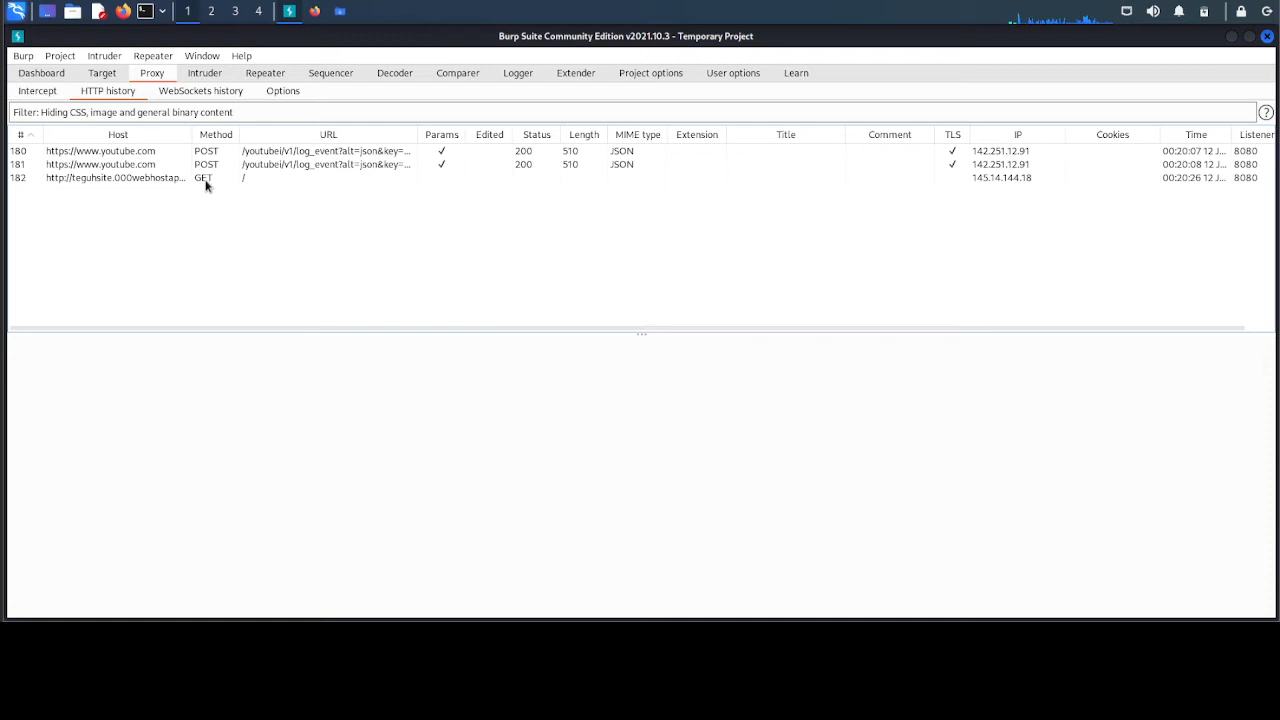 1 2 3 4
Burp Suite Community Edition v2021.10.3 - Temporary Project
Burp Project Intruder Repeater Window Help
Dashboard Target Proxy Intruder Repeater Sequencer Decoder Comparer Logger Extender Project options User options Learn
Intercept HTTP history WebSockets history Options
Filter: Hiding CSS, image and general binary content ?
# Host Method URL Params Edited Status Length MIME type Extension Title Comment TLS IP Cookies Time Listener
180 https://www.youtube.com POST /youtubei/v1/log_event?alt=json&key=... ✓ 200 510 JSON ✓ 142.251.12.91 00:20:07 12 J... 8080
181 https://www.youtube.com POST /youtubei/v1/log_event?alt=json&key=... ✓ 200 510 JSON ✓ 142.251.12.91 00:20:08 12 J... 8080
182 http://teguhsite.000webhostap... GET / 145.14.144.18 00:20:26 12 J... 8080